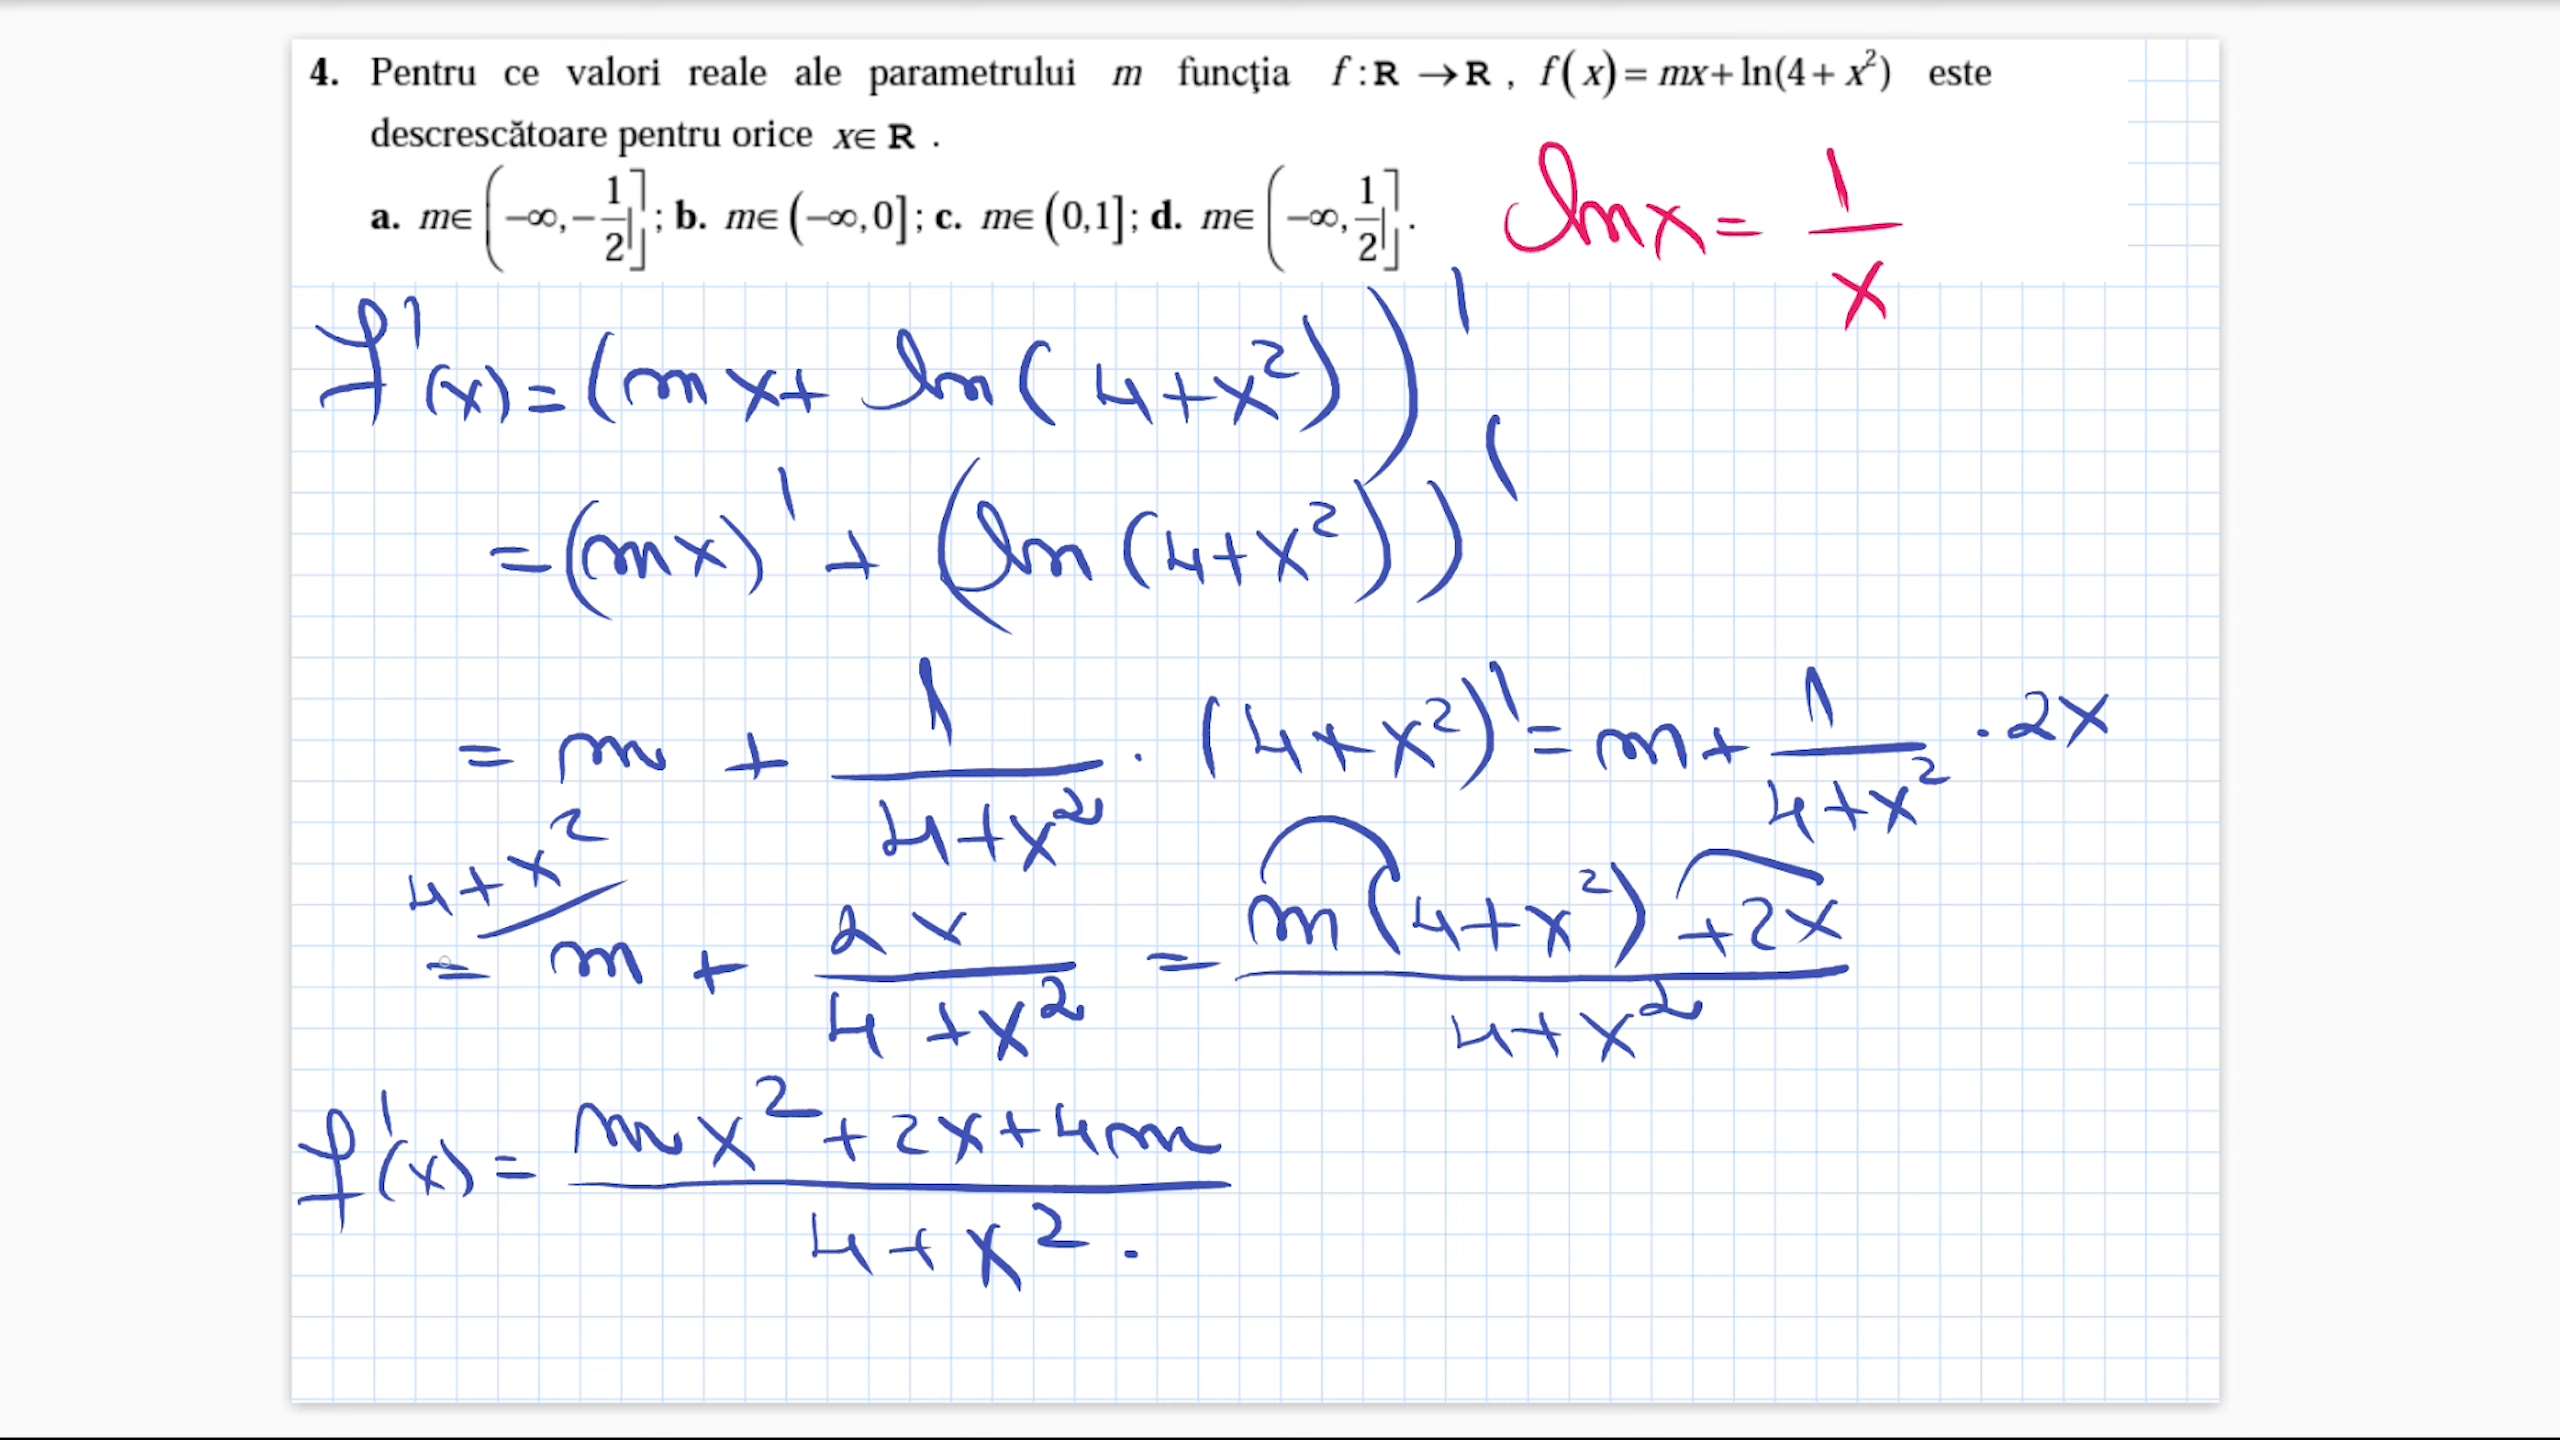 4. Pentru ce valori reale ale parametrului m funcția f : R → R , f(x) = mx + ln(4 + x²) este
descrescătoare pentru orice x ∈ R .
a. m ∈ (−∞, −1/2] ; b. m ∈ (−∞, 0] ; c. m ∈ (0, 1] ; d. m ∈ (−∞, 1/2] .
ln x = 1/x
f'(x) = (mx + ln(4+x²))'
= (mx)' + (ln(4+x²))'
= m + 1/(4+x²) · (4+x²)' = m + 1/(4+x²) · 2x
4+x²
= m + 2x/(4+x²) = (m(4+x²) + 2x)/(4+x²)
f'(x) = (mx² + 2x + 4m)/(4+x²) .